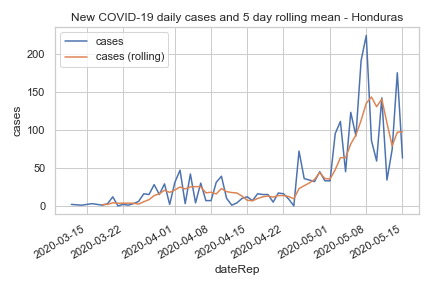 New COVID-19 daily cases and 5 day rolling mean - Honduras
cases
cases (rolling)
200
150
100
50
0
cases
2020-03-15
2020-03-22
2020-04-01
2020-04-08
2020-04-15
2020-04-22
2020-05-01
2020-05-08
2020-05-15
dateRep